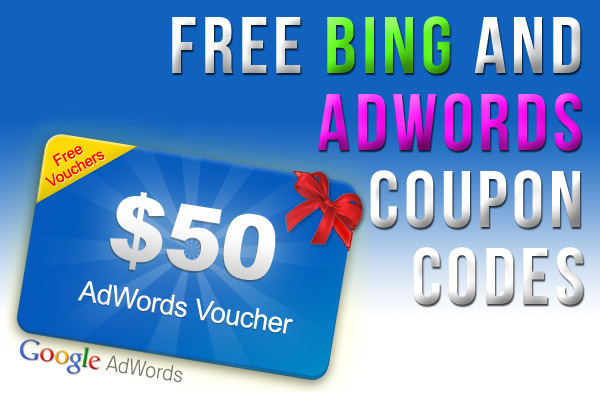 FREE BING AND
ADWORDS
COUPON
CODES
Free
Vouchers
$50
AdWords Voucher
Google AdWords